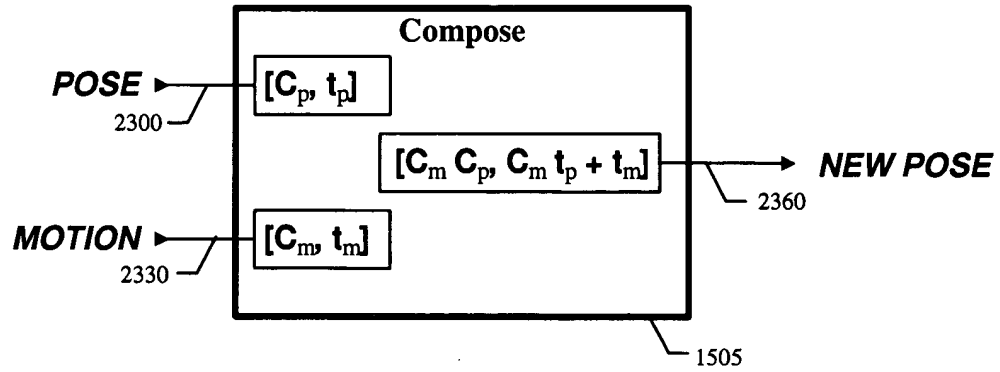 Compose
POSE
[Cp, tp]
2300
[Cm Cp, Cm tp + tm]
NEW POSE
2360
MOTION
[Cm, tm]
2330
1505